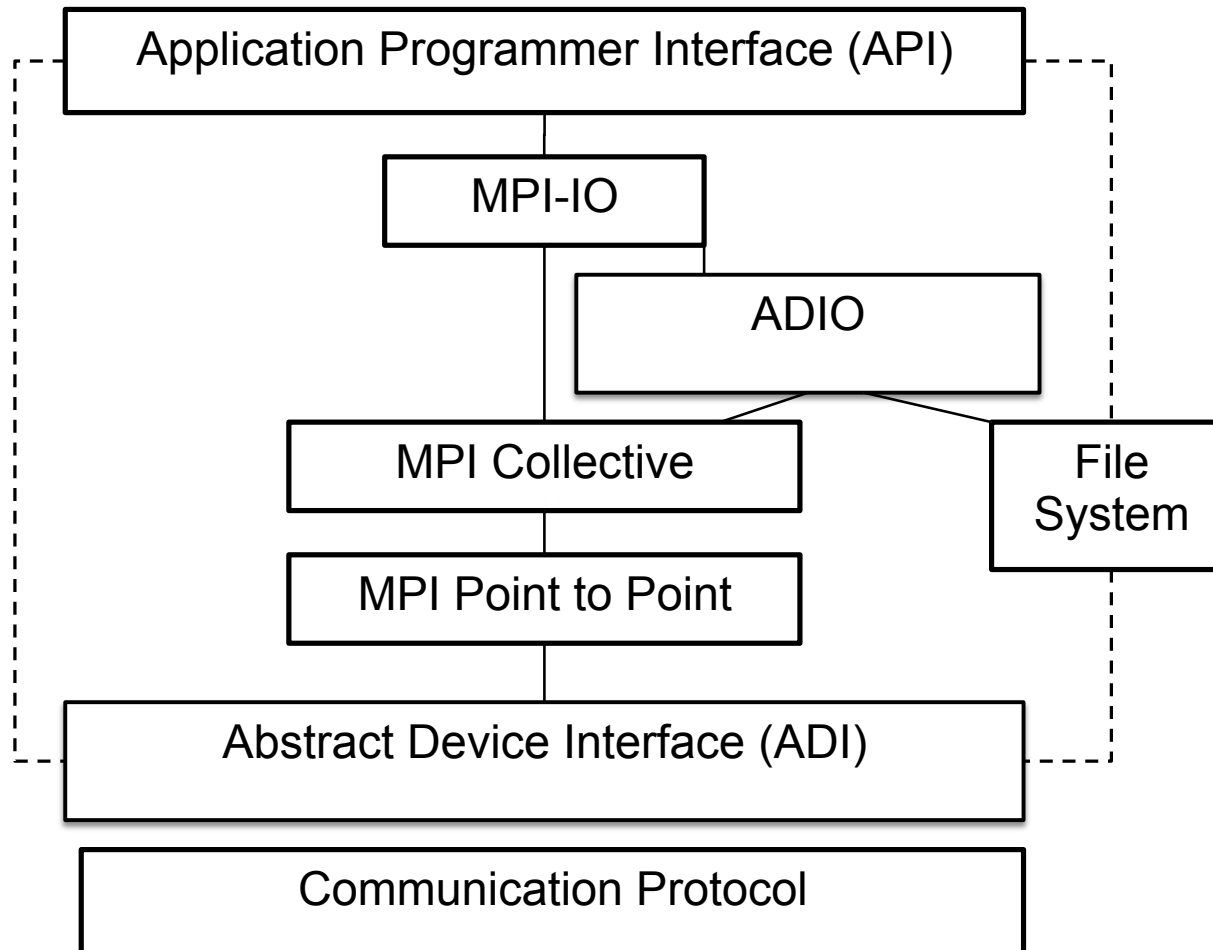 Application Programmer Interface (API)
MPI-IO
ADIO
MPI Collective
File
System
MPI Point to Point
Abstract Device Interface (ADI)
Communication Protocol